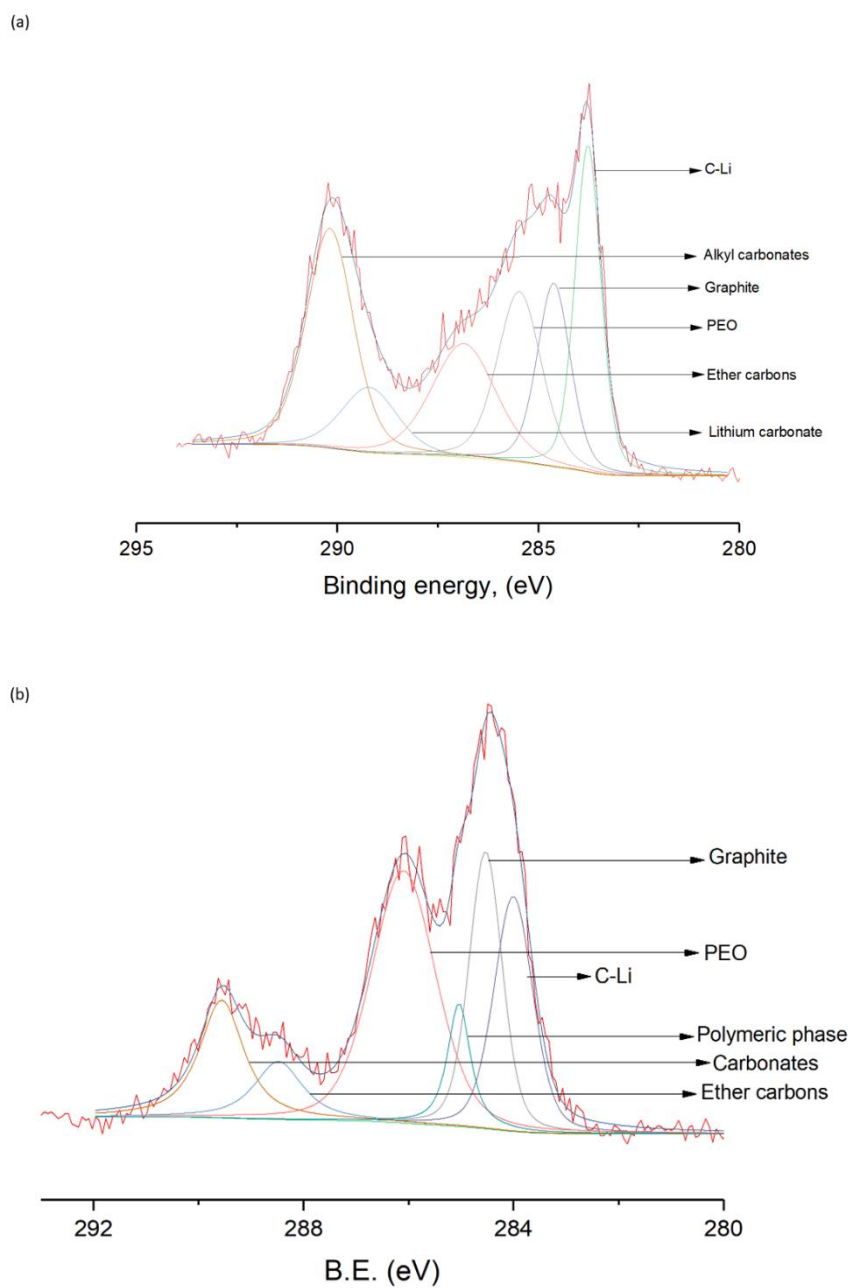 (a)
C-Li
Alkyl carbonates
Graphite
PEO
Ether carbons
Lithium carbonate
295 290 285 280
Binding energy, (eV)
(b)
Graphite
PEO
C-Li
Polymeric phase
Carbonates
Ether carbons
292 288 284 280
B.E. (eV)